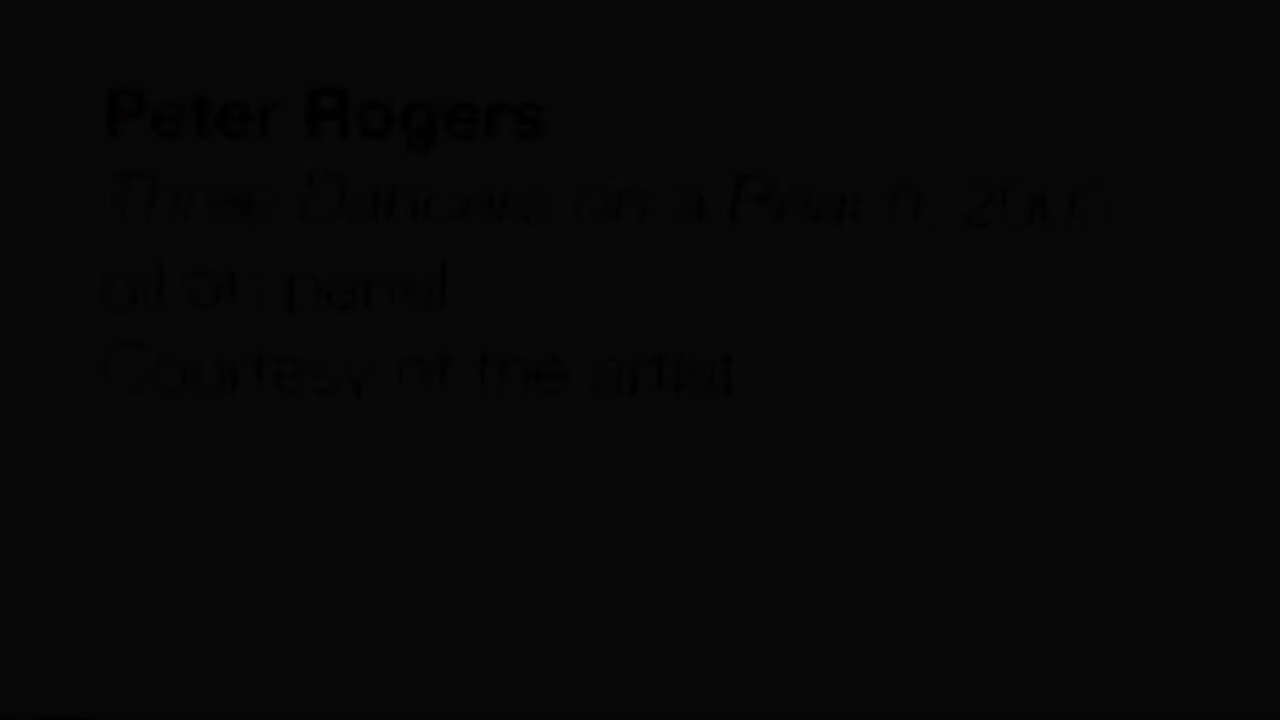 Peter Rogers
Three Dancers on a Beach,
oil on panel
Courtesy of the artist